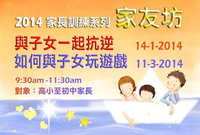 2014 家長訓練系列 家友坊
與子女一起抗逆 14-1-2014
如何與子女玩遊戲 11-3-2014
9:30am -11:30am
對象：高小至初中家長